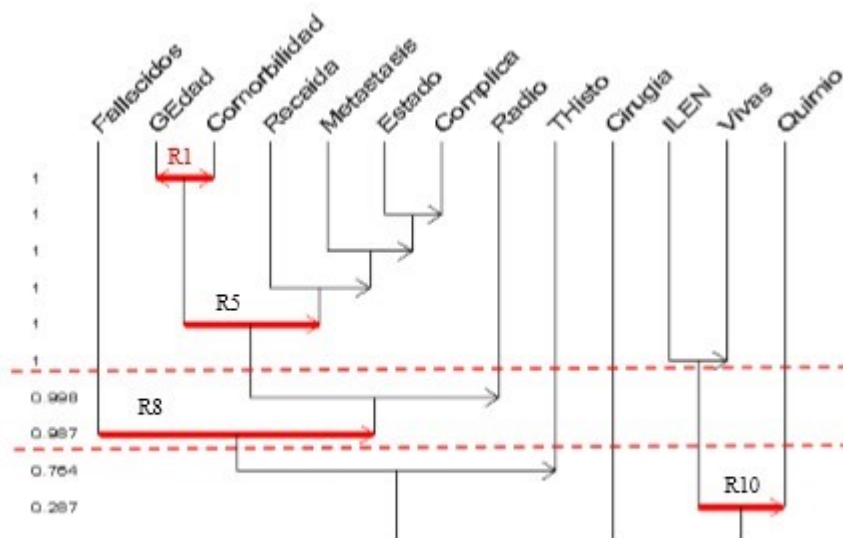 Fallecidos
GEdad
Comorbilidad
Recaida
Metastasis
Estado
Complica
Radio
THisto
Cirugia
ILEN
Vivas
Quimio
R1
1
1
1
1
R5
1
1
0.998
R8
0.987
0.764
R10
0.287